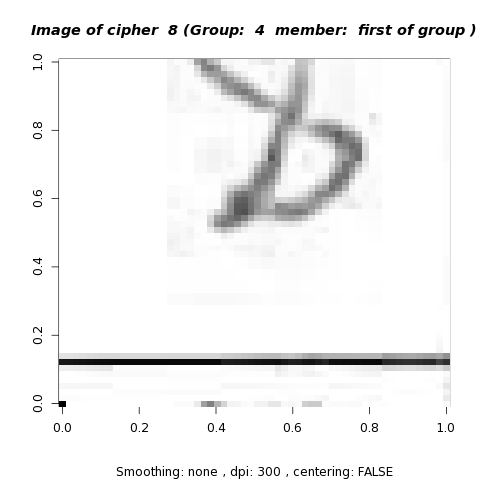 Image of cipher 8 (Group: 4 member: first of group )
1.0
0.8
0.6
0.4
0.2
0.0
0.0 0.2 0.4 0.6 0.8 1.0
Smoothing: none , dpi: 300 , centering: FALSE